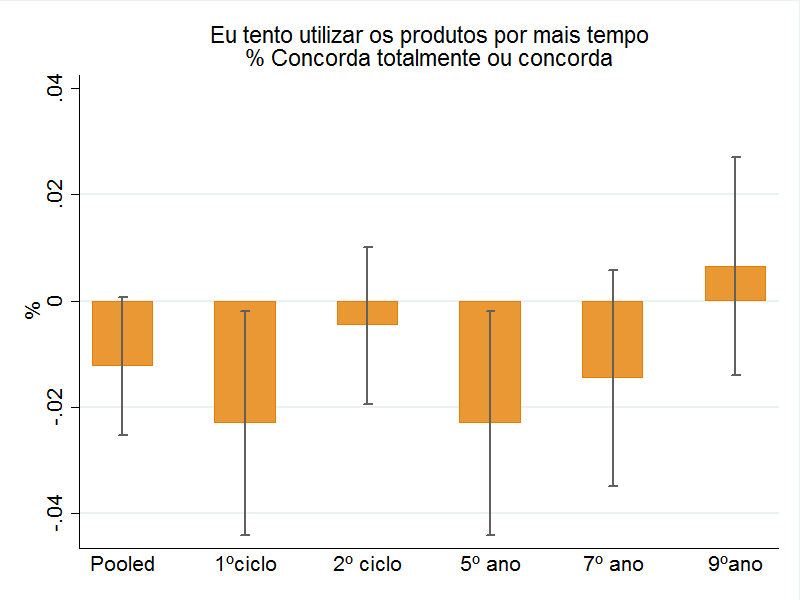 Eu tento utilizar os produtos por mais tempo
% Concorda totalmente ou concorda
.04
.02
0
-.02
-.04
%
Pooled 1ºciclo 2º ciclo 5º ano 7º ano 9ºano